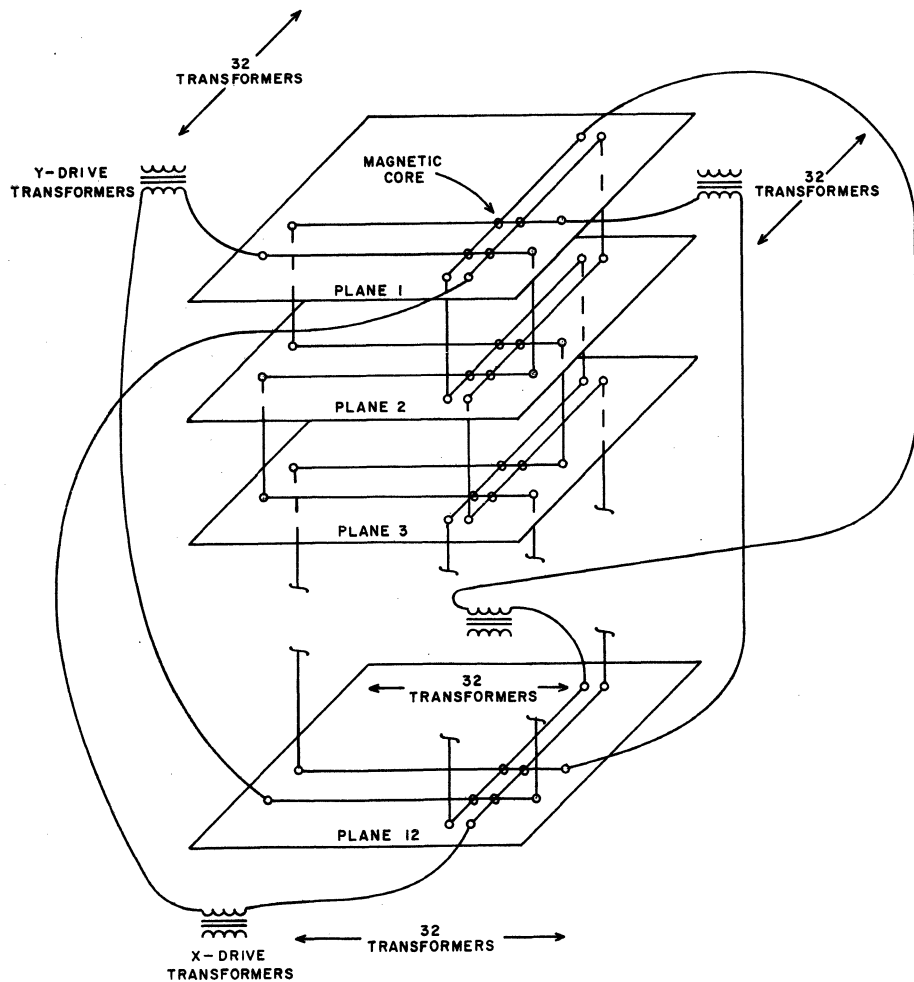 32
TRANSFORMERS
Y-DRIVE
TRANSFORMERS
MAGNETIC
CORE
32
TRANSFORMERS
PLANE 1
PLANE 2
PLANE 3
32
TRANSFORMERS
PLANE 12
32
TRANSFORMERS
X-DRIVE
TRANSFORMERS